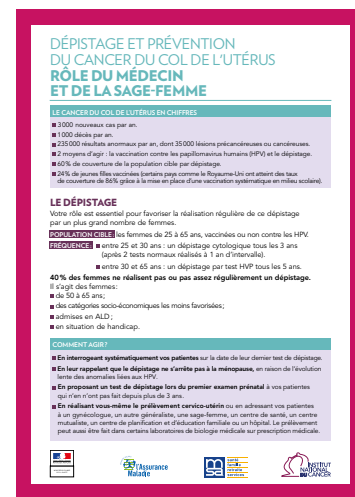 DÉPISTAGE ET PRÉVENTION
DU CANCER DU COL DE L'UTÉRUS
RÔLE DU MÉDECIN
ET DE LA SAGE-FEMME
LE CANCER DU COL DE L'UTÉRUS EN CHIFFRES
■ 3000 nouveaux cas par an.
■ 1000 décès par an.
■ 235000 résultats anormaux par an, dont 35000 lésions précancéreuses ou cancéreuses.
■ 2 moyens d'agir : la vaccination contre les papillomavirus humains (HPV) et le dépistage.
■ 60% de couverture de la population cible par dépistage.
■ 24% de jeunes filles vaccinées (certains pays comme le Royaume-Uni ont atteint des taux
de couverture de 86% grâce à la mise en place d'une vaccination systématique en milieu scolaire).
LE DÉPISTAGE
Votre rôle est essentiel pour favoriser la réalisation régulière de ce dépistage
par un plus grand nombre de femmes.
POPULATION CIBLE: les femmes de 25 à 65 ans, vaccinées ou non contre les HPV.
FRÉQUENCE: ■ entre 25 et 30 ans : un dépistage cytologique tous les 3 ans
(après 2 tests normaux réalisés à 1 an d'intervalle).
■ entre 30 et 65 ans : un dépistage par test HVP tous les 5 ans.
40% des femmes ne réalisent pas ou pas assez régulièrement un dépistage.
Il s'agit des femmes:
■ de 50 à 65 ans;
■ des catégories socio-économiques les moins favorisées;
■ admises en ALD;
■ en situation de handicap.
COMMENT AGIR?
■ En interrogeant systématiquement vos patientes sur la date de leur dernier test de dépistage.
■ En leur rappelant que le dépistage ne s'arrête pas à la ménopause, en raison de l'évolution
lente des anomalies liées aux HPV.
■ En proposant un test de dépistage lors du premier examen prénatal à vos patientes
qui n'en n'ont pas fait depuis plus de 3 ans.
■ En réalisant vous-même le prélèvement cervico-utérin ou en adressant vos patientes
à un gynécologue, un autre généraliste, une sage-femme, un centre de santé, un centre
mutualiste, un centre de planification et d'éducation familiale ou un hôpital. Le prélèvement
peut aussi être fait dans certains laboratoires de biologie médicale sur prescription médicale.
l'Assurance
Maladie
msa
santé
famille
retraite
services
INSTITUT
NATIONAL
DU CANCER